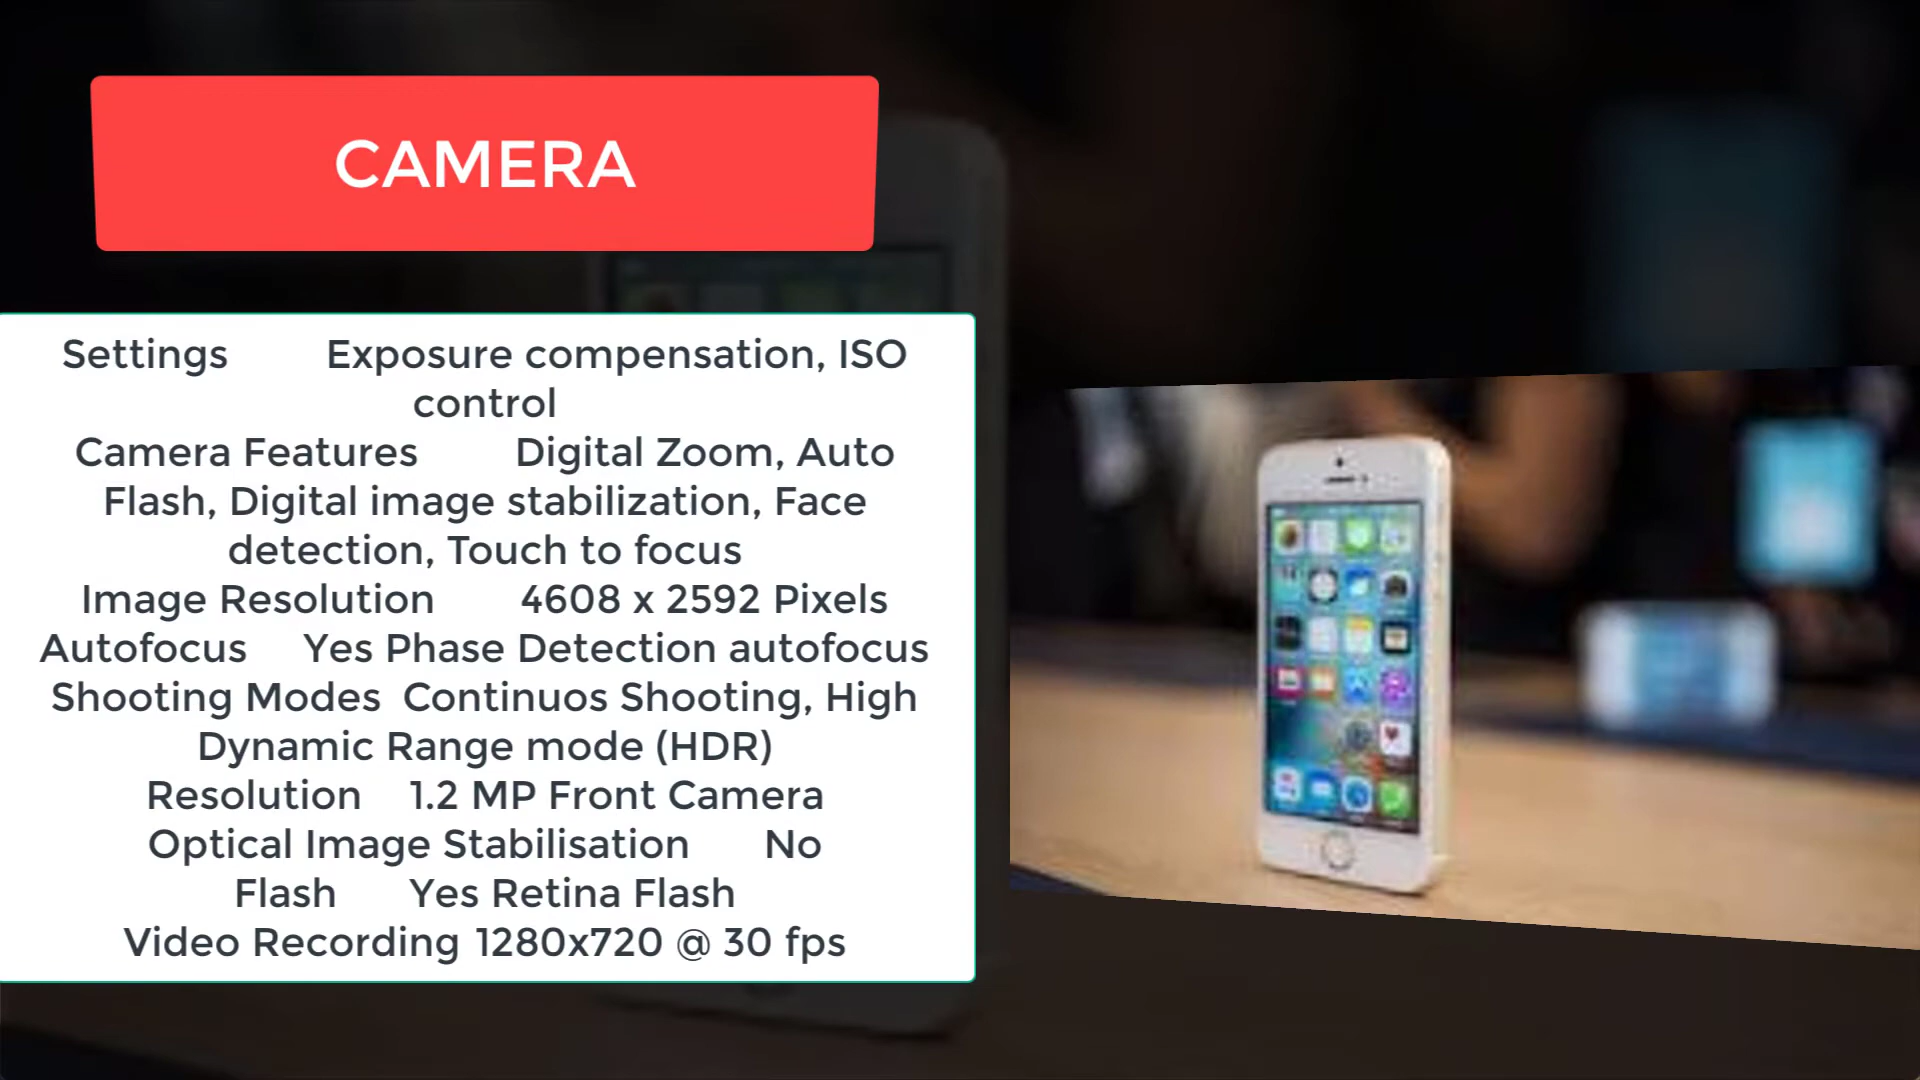 CAMERA
Settings Exposure compensation, ISO
control
Camera Features Digital Zoom, Auto
Flash, Digital image stabilization, Face
detection, Touch to focus
Image Resolution 4608 x 2592 Pixels
Autofocus Yes Phase Detection autofocus
Shooting Modes Continuos Shooting, High
Dynamic Range mode (HDR)
Resolution 1.2 MP Front Camera
Optical Image Stabilisation No
Flash Yes Retina Flash
Video Recording 1280x720 @ 30 fps